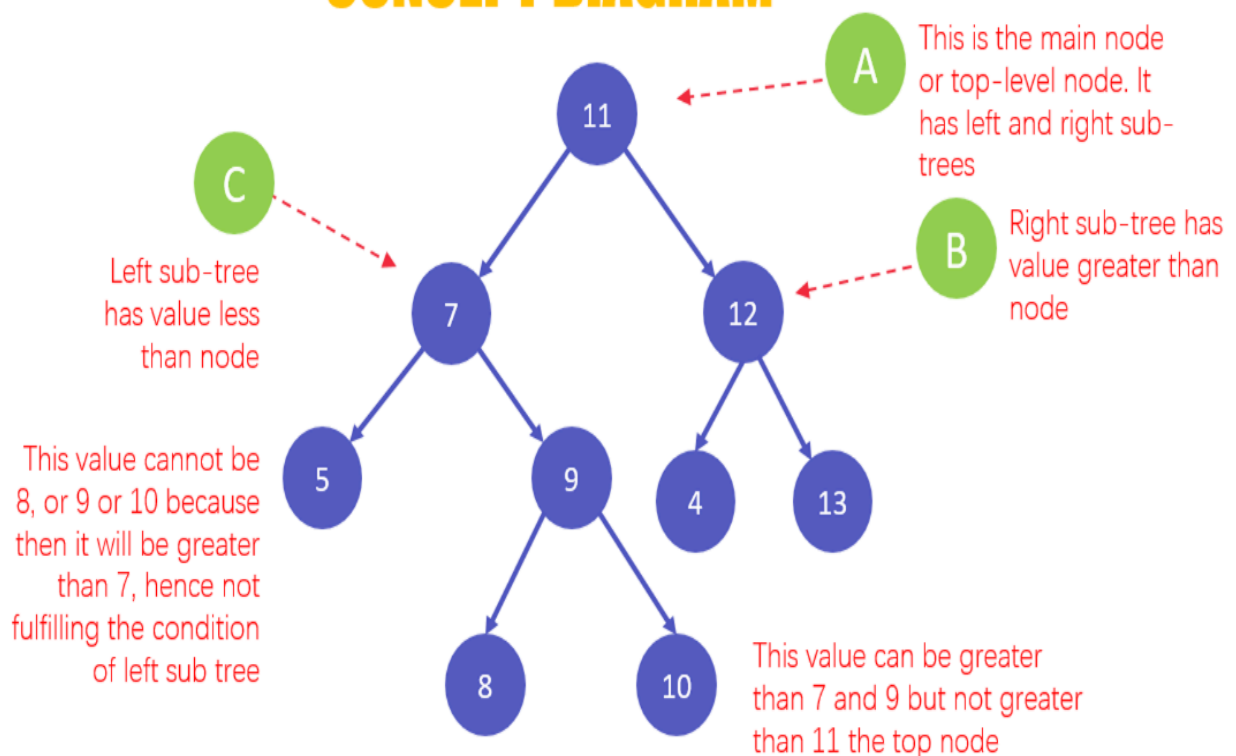 CONCEPT DIAGRAM
A
This is the main node
or top-level node. It
has left and right sub-
trees
11
C
B
Right sub-tree has
value greater than
node
Left sub-tree
has value less
than node
7
12
This value cannot be
8, or 9 or 10 because
then it will be greater
than 7, hence not
fulfilling the condition
of left sub tree
5
9
4
13
8
10
This value can be greater
than 7 and 9 but not greater
than 11 the top node